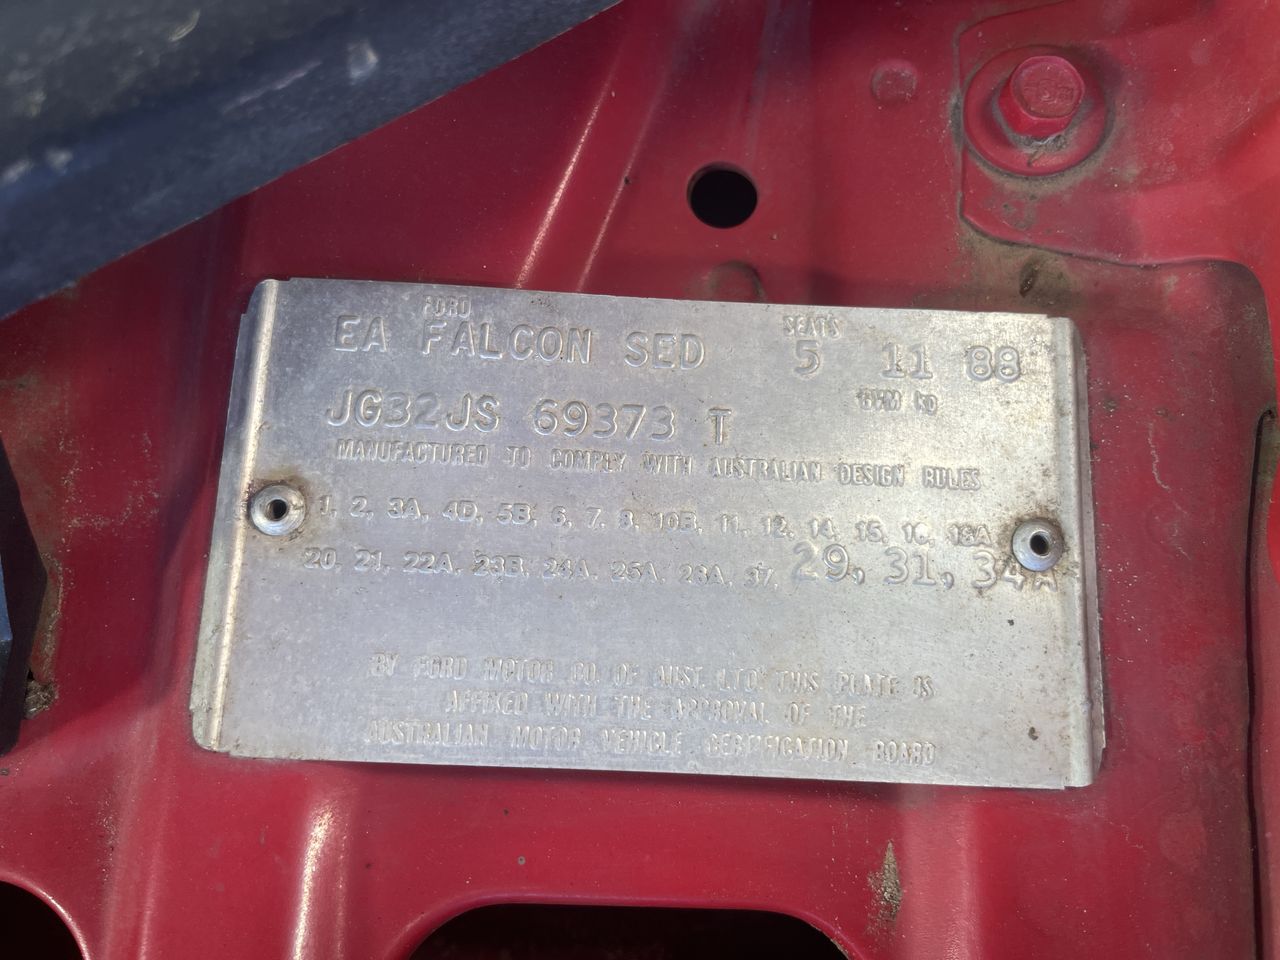 FORD SEATS
EA FALCON SED 5 11 88
GVM KG
JG32JS 69373 T
MANUFACTURED TO COMPLY WITH AUSTRALIAN DESIGN RULES
1, 2, 3A, 4D, 5B, 6, 7, 8, 10B, 11, 12, 14, 15, 16, 18A
20, 21, 22A, 23B, 24A, 25A, 28A, 37, 29, 31, 34A
BY FORD MOTOR CO. OF AUST. LTD. THIS PLATE IS
AFFIXED WITH THE APPROVAL OF THE
AUSTRALIAN MOTOR VEHICLE CERTIFICATION BOARD